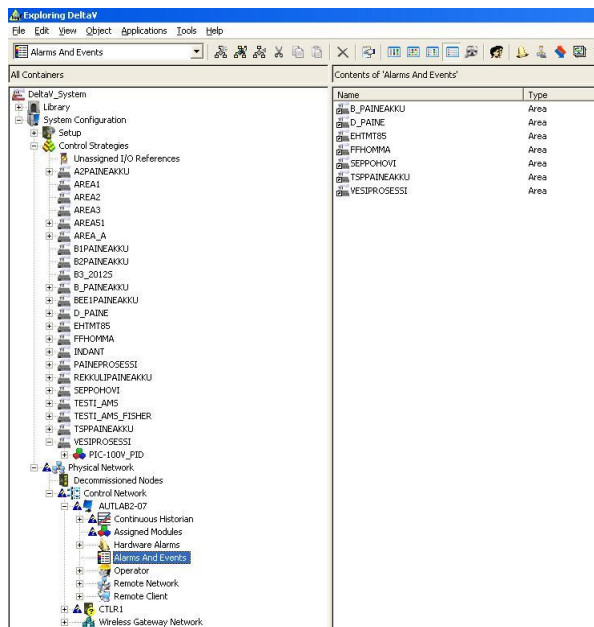 Exploring DeltaV
File Edit View Object Applications Tools Help
Alarms And Events
All Containers
Contents of 'Alarms And Events'
DeltaV_System
Library
System Configuration
Setup
Control Strategies
Unassigned I/O References
A2PAINEAKKU
AREA1
AREA2
AREA3
AREA51
AREA_A
B1PAINEAKKU
B2PAINEAKKU
B3_2012S
B_PAINEAKKU
BEE1PAINEAKKU
D_PAINE
EHTMT85
FFHOMMA
INDANT
PAINEPROSESSI
REKKULIPAINEAKKU
SEPPOHOVI
TESTI_AMS
TESTI_AMS_FISHER
TSPPAINEAKKU
VESIPROSESSI
PIC-100V_PID
Physical Network
Decommissioned Nodes
Control Network
AUTLAB2-07
Continuous Historian
Assigned Modules
Hardware Alarms
Alarms And Events
Operator
Remote Network
Remote Client
CTLR1
Wireless Gateway Network
Name Type
B_PAINEAKKU Area
D_PAINE Area
EHTMT85 Area
FFHOMMA Area
SEPPOHOVI Area
TSPPAINEAKKU Area
VESIPROSESSI Area